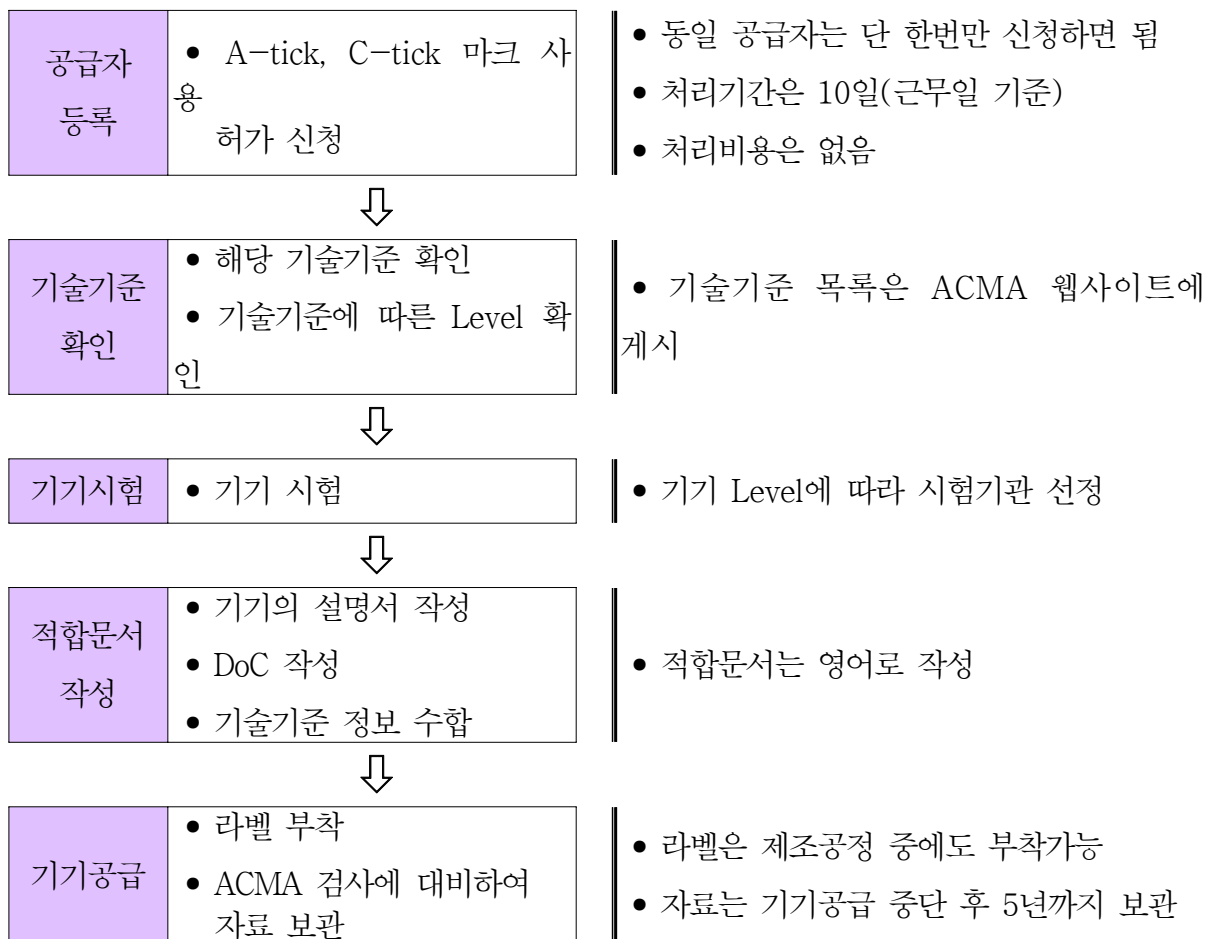 공급자
등록
• A-tick, C-tick 마크 사
용
허가 신청
• 동일 공급자는 단 한번만 신청하면 됨
• 처리기간은 10일(근무일 기준)
• 처리비용은 없음
기술기준
확인
• 해당 기술기준 확인
• 기술기준에 따른 Level 확
인
• 기술기준 목록은 ACMA 웹사이트에
게시
기기시험
• 기기 시험
• 기기 Level에 따라 시험기관 선정
적합문서
작성
• 기기의 설명서 작성
• DoC 작성
• 기술기준 정보 수합
• 적합문서는 영어로 작성
기기공급
• 라벨 부착
• ACMA 검사에 대비하여
자료 보관
• 라벨은 제조공정 중에도 부착가능
• 자료는 기기공급 중단 후 5년까지 보관